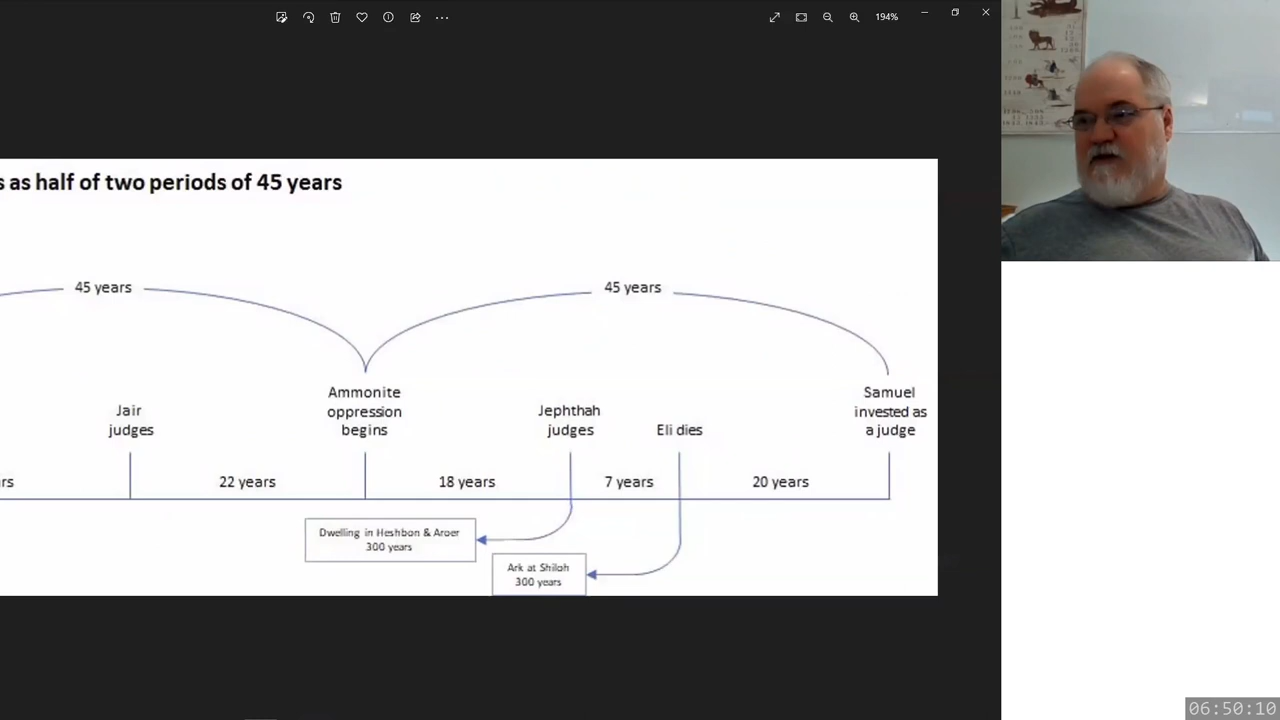 194%
s as half of two periods of 45 years
45 years
45 years
Ammonite
oppression
begins
Samuel
invested as
a judge
Jair
judges
Jephthah
judges
Eli dies
rs
22 years
18 years
7 years
20 years
Dwelling in Heshbon & Aroer
300 years
Ark at Shiloh
300 years
06:50:10